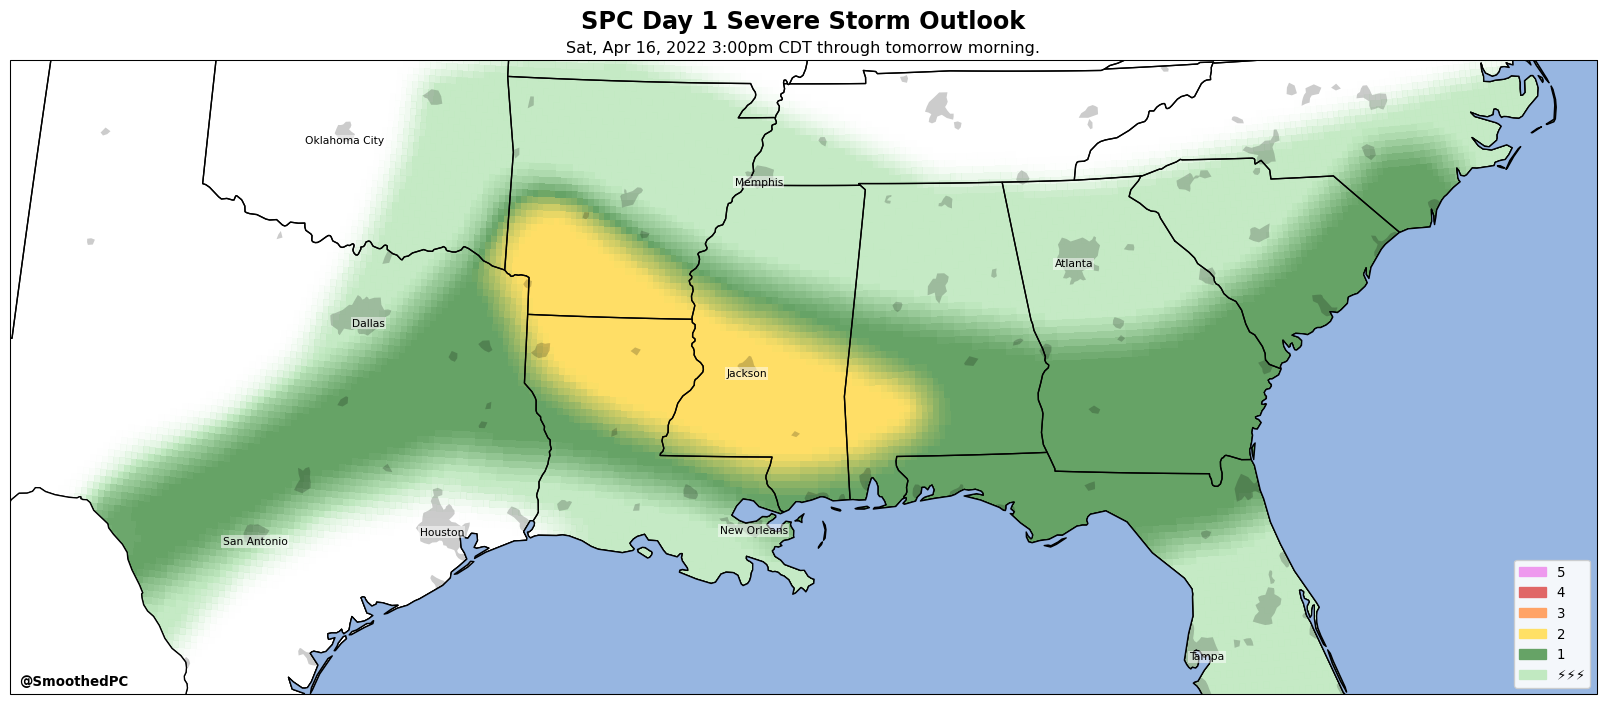 SPC Day 1 Severe Storm Outlook
Sat, Apr 16, 2022 3:00pm CDT through tomorrow morning.
Oklahoma City
Memphis
Atlanta
Dallas
Jackson
New Orleans
Houston
San Antonio
Tampa
5
4
3
2
1
⚡⚡⚡
@SmoothedPC